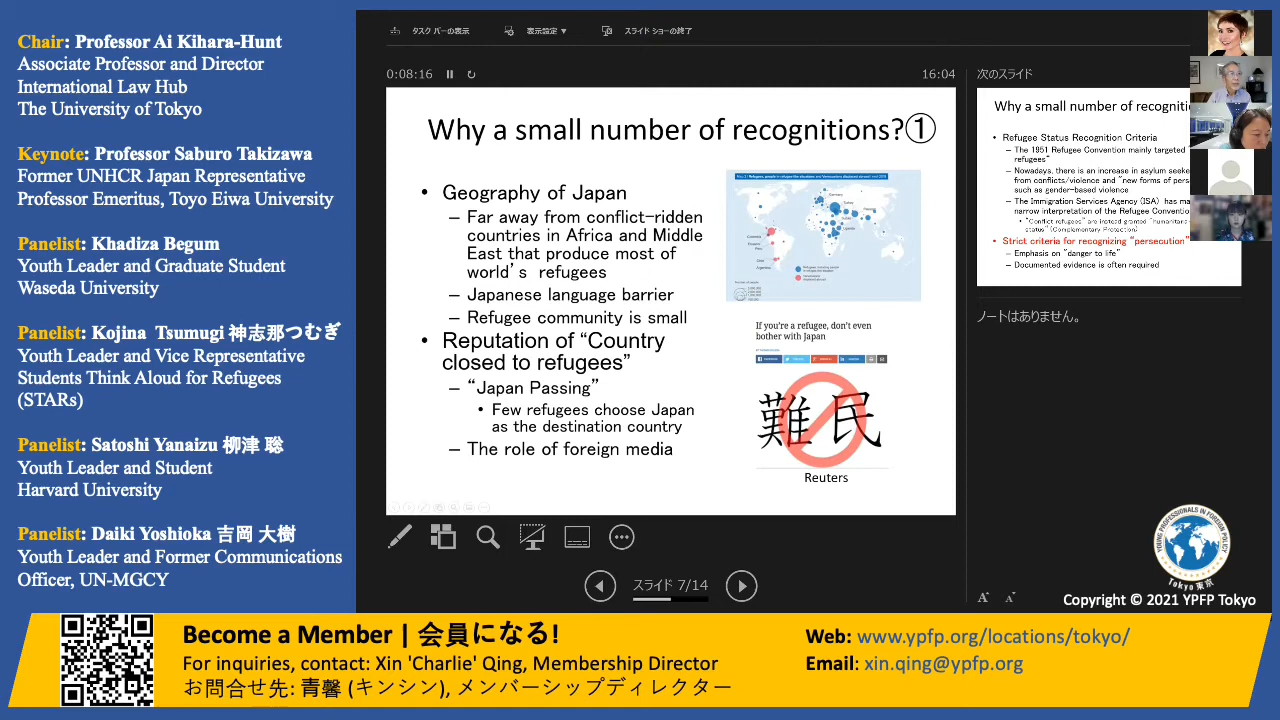 Chair: Professor Ai Kihara-Hunt
Associate Professor and Director
International Law Hub
The University of Tokyo
Keynote: Professor Saburo Takizawa
Former UNHCR Japan Representative
Professor Emeritus, Toyo Eiwa University
Panelist: Khadiza Begum
Youth Leader and Graduate Student
Waseda University
Panelist: Kojina Tsumugi 神志那つむぎ
Youth Leader and Vice Representative
Students Think Aloud for Refugees
(STARs)
Panelist: Satoshi Yanaizu 柳津 聡
Youth Leader and Student
Harvard University
Panelist: Daiki Yoshioka 吉岡 大樹
Youth Leader and Former Communications
Officer, UN-MGCY
タスク バーの表示
表示設定 ▼
スライド ショーの終了
0:08:16
16:04
Why a small number of recognitions?①
• Geography of Japan
– Far away from conflict-ridden
countries in Africa and Middle
East that produce most of
world's refugees
– Japanese language barrier
– Refugee community is small
• Reputation of "Country
closed to refugees"
– "Japan Passing"
• Few refugees choose Japan
as the destination country
– The role of foreign media
If you're a refugee, don't even
bother with Japan
難民
Reuters
スライド 7/14
次のスライド
Why a small number of recogniti
• Refugee Status Recognition Criteria
– The 1951 Refugee Convention mainly targeted
refugees"
– Nowadays, there is an increase asylum seeke
from conflicts/violence and "new forms of pers
such as gender-based violence
– The Immigration Services Agency (ISA) has ma
narrow interpretation of the Refugee Conventio
• "Conflict refugees" are instead granted "humanitaria
status" (Complementary Protection)
• Strict criteria for recognizing "persecution"
– Emphasis on "danger to life"
– Documented evidence is often required
ノートはありません。
YOUNG PROFESSIONALS IN FOREIGN POLICY
Tokyo 東京
Copyright © 2021 YPFP Tokyo
Become a Member | 会員になる!
For inquiries, contact: Xin 'Charlie' Qing, Membership Director
お問合せ先: 青馨 (キンシン), メンバーシップディレクター
Web: www.ypfp.org/locations/tokyo/
Email: xin.qing@ypfp.org